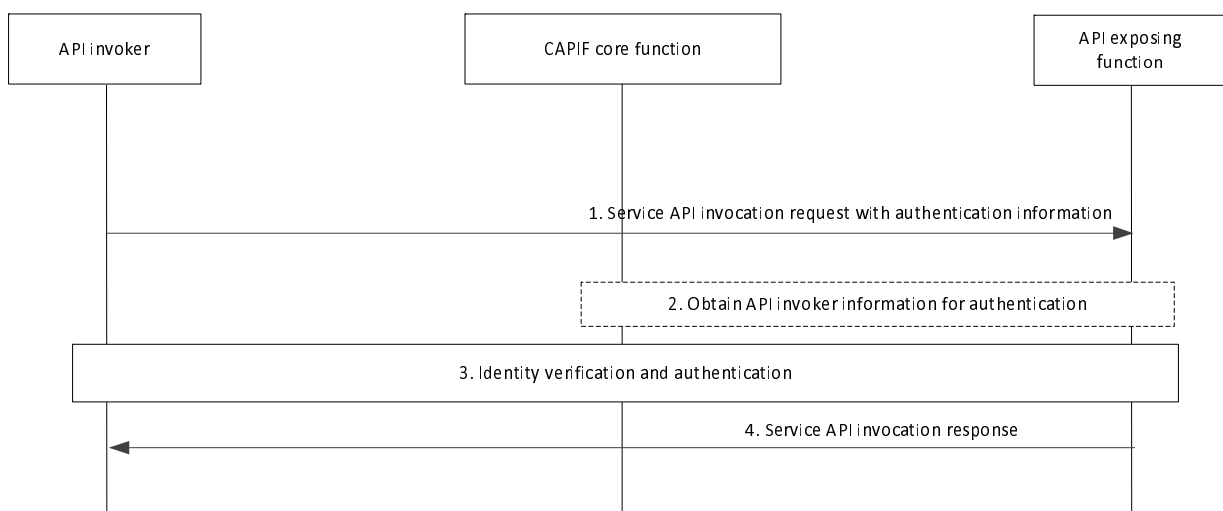 API invoker
CAPIF core function
API exposing
function
1. Service API invocation request with authentication information
2. Obtain API invoker information for authentication
3. Identity verification and authentication
4. Service API invocation response